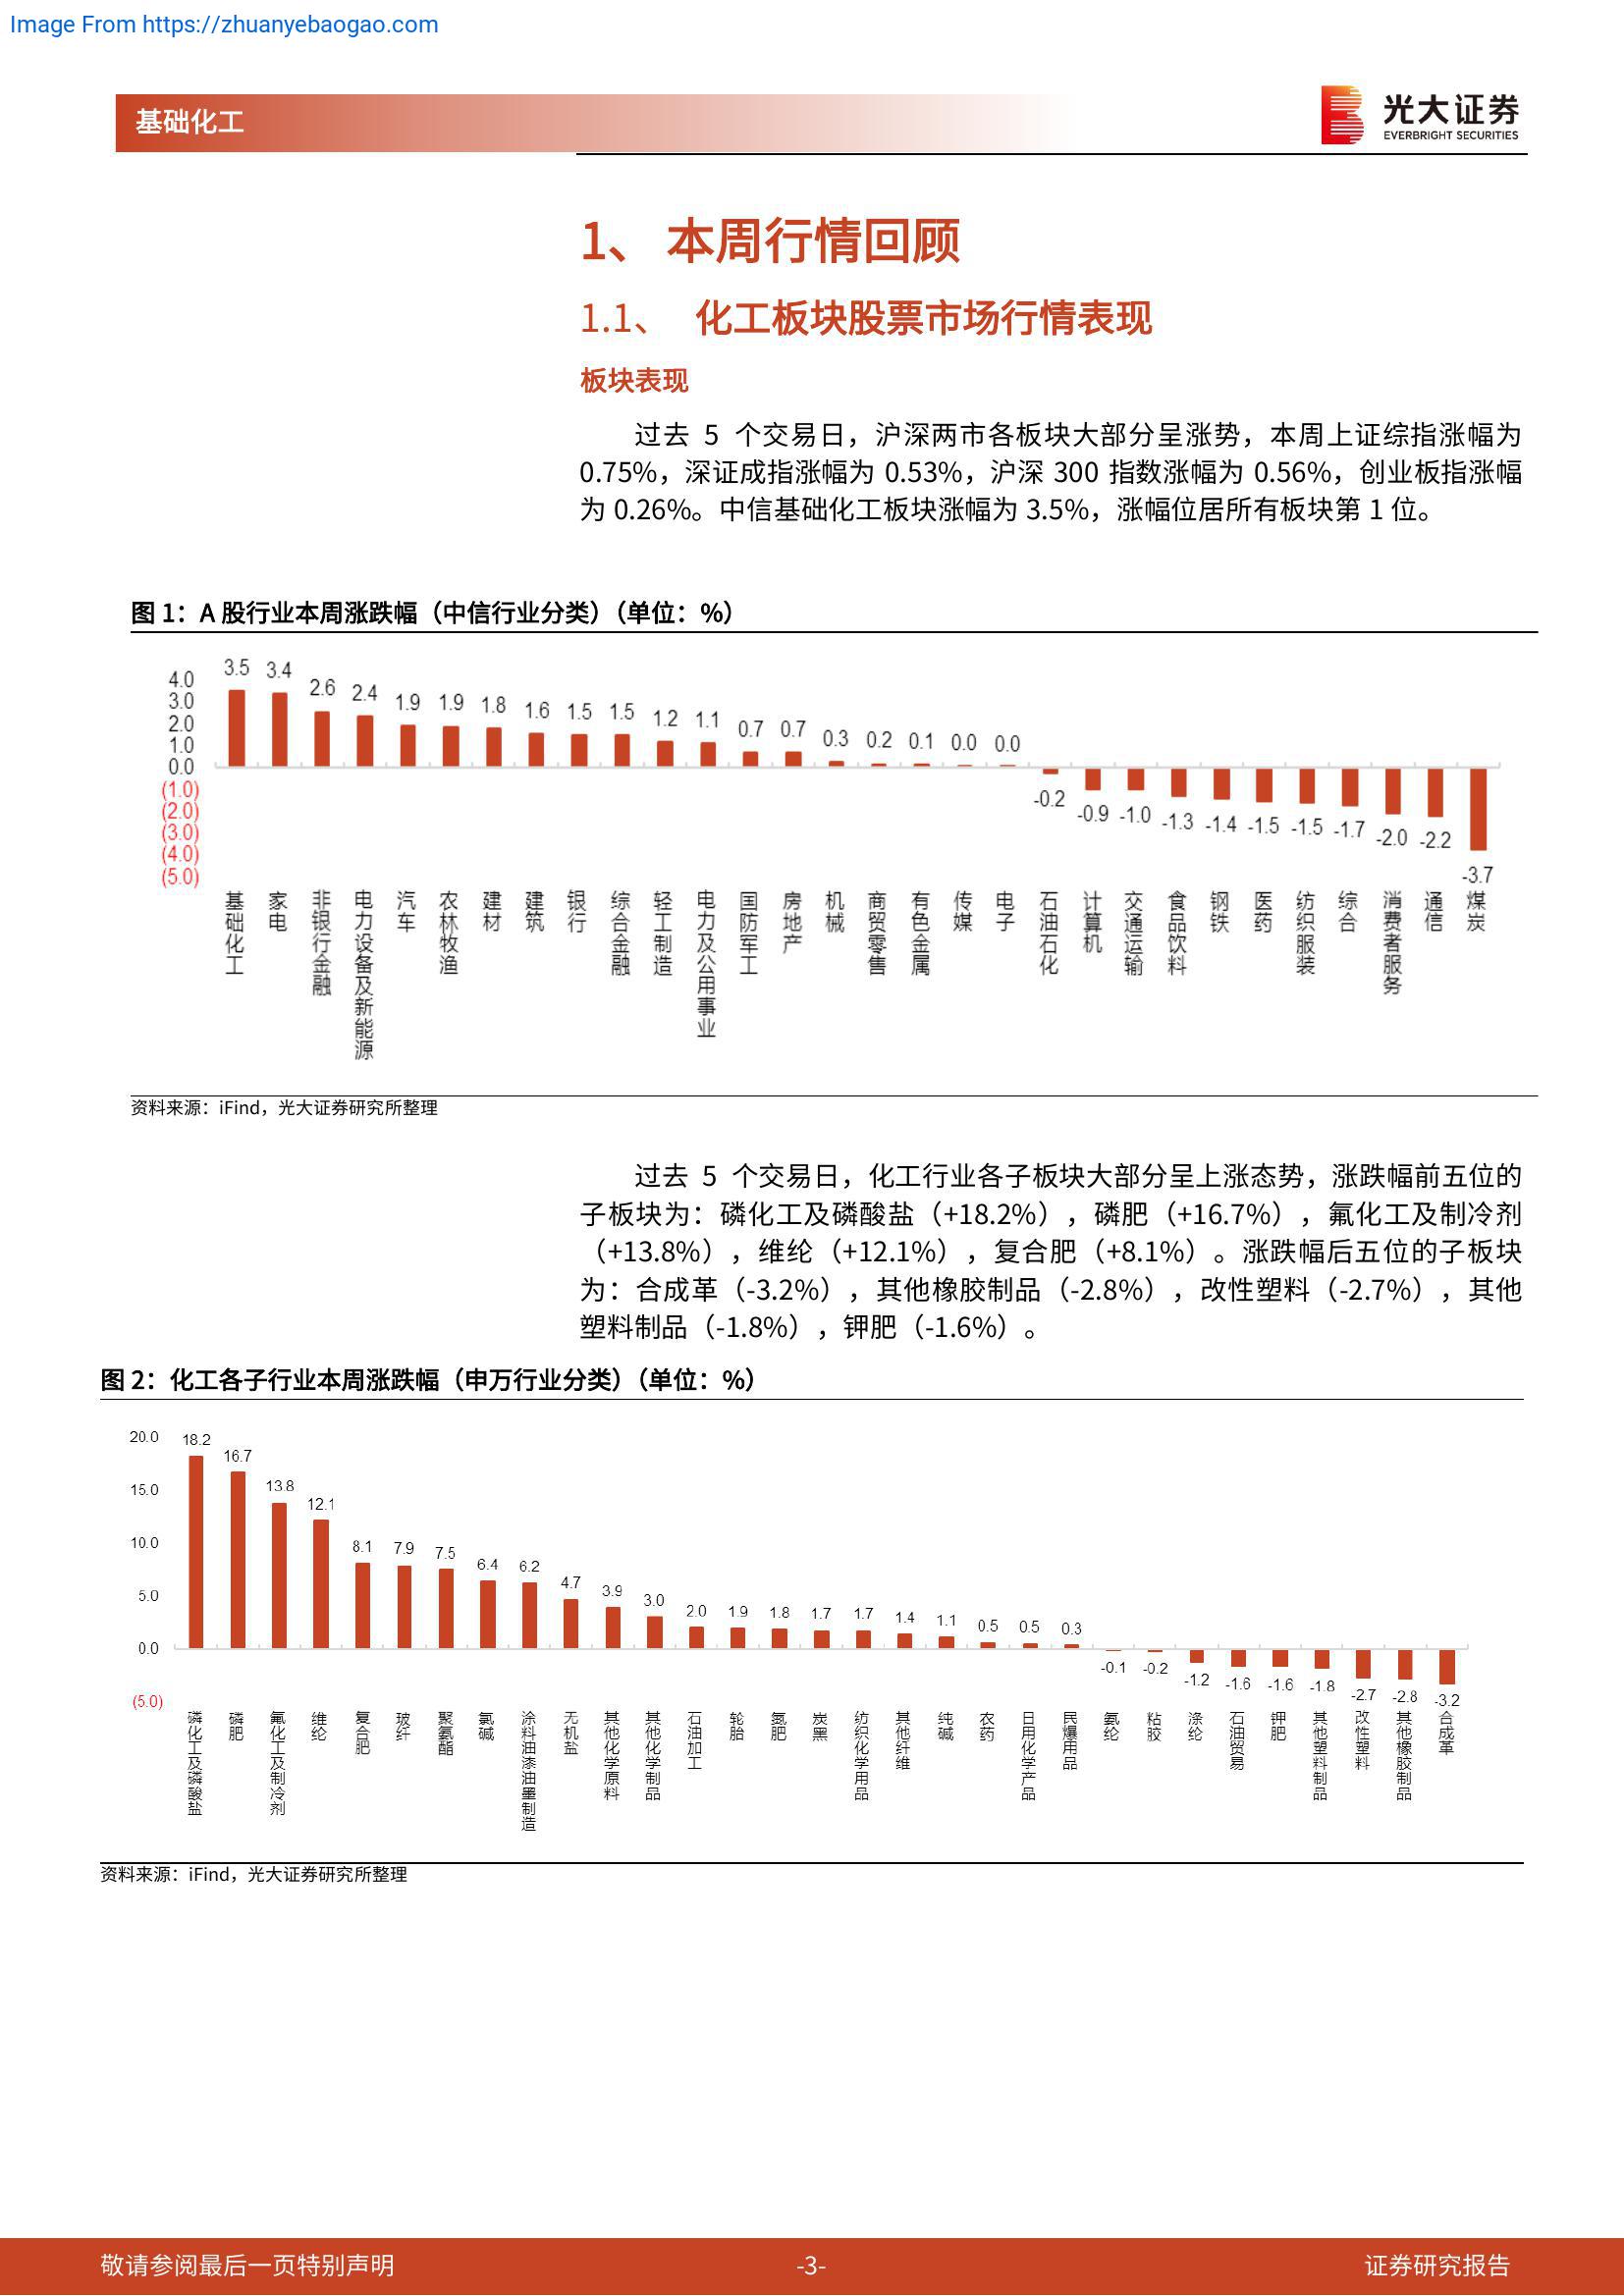 Image From https://zhuanyebaogao.com
基础化工
光大证券
EVERBRIGHT SECURITIES
1、 本周行情回顾
1.1、 化工板块股票市场行情表现
板块表现
过去 5 个交易日，沪深两市各板块大部分呈涨势，本周上证综指涨幅为
0.75%，深证成指涨幅为 0.53%，沪深 300 指数涨幅为 0.56%，创业板指涨幅
为 0.26%。中信基础化工板块涨幅为 3.5%，涨幅位居所有板块第 1 位。
图 1：A 股行业本周涨跌幅（中信行业分类）（单位：%）
4.0
3.0
2.0
1.0
0.0
(1.0)
(2.0)
(3.0)
(4.0)
(5.0)
3.5 3.4 2.6 2.4 1.9 1.9 1.8 1.6 1.5 1.5 1.2 1.1 0.7 0.7 0.3 0.2 0.1 0.0 0.0 -0.2 -0.9 -1.0 -1.3 -1.4 -1.5 -1.5 -1.7 -2.0 -2.2 -3.7
基础化工
家电
非银行金融
电力设备及新能源
汽车
农林牧渔
建材
建筑
银行
综合金融
轻工制造
电力及公用事业
国防军工
房地产
机械
商贸零售
有色金属
传媒
电子
石油石化
计算机
交通运输
食品饮料
钢铁
医药
纺织服装
综合
消费者服务
通信
煤炭
资料来源：iFind，光大证券研究所整理
过去 5 个交易日，化工行业各子板块大部分呈上涨态势，涨跌幅前五位的
子板块为：磷化工及磷酸盐（+18.2%），磷肥（+16.7%），氟化工及制冷剂
（+13.8%），维纶（+12.1%），复合肥（+8.1%）。涨跌幅后五位的子板块
为：合成革（-3.2%），其他橡胶制品（-2.8%），改性塑料（-2.7%），其他
塑料制品（-1.8%），钾肥（-1.6%）。
图 2：化工各子行业本周涨跌幅（申万行业分类）（单位：%）
20.0
15.0
10.0
5.0
0.0
(5.0)
18.2 16.7 13.8 12.1 8.1 7.9 7.5 6.4 6.2 4.7 3.9 3.0 2.0 1.9 1.8 1.7 1.7 1.4 1.1 0.5 0.5 0.3 -0.1 -0.2 -1.2 -1.6 -1.6 -1.8 -2.7 -2.8 -3.2
磷化工及磷酸盐
磷肥
氟化工及制冷剂
维纶
复合肥
玻纤
聚氨酯
氯碱
涂料油漆油墨制造
无机盐
其他化学原料
其他化学制品
石油加工
轮胎
氮肥
炭黑
纺织化学用品
其他纤维
纯碱
农药
日用化学产品
民爆用品
氨纶
粘胶
涤纶
石油贸易
钾肥
其他塑料制品
改性塑料
其他橡胶制品
合成革
资料来源：iFind，光大证券研究所整理
敬请参阅最后一页特别声明
-3-
证券研究报告